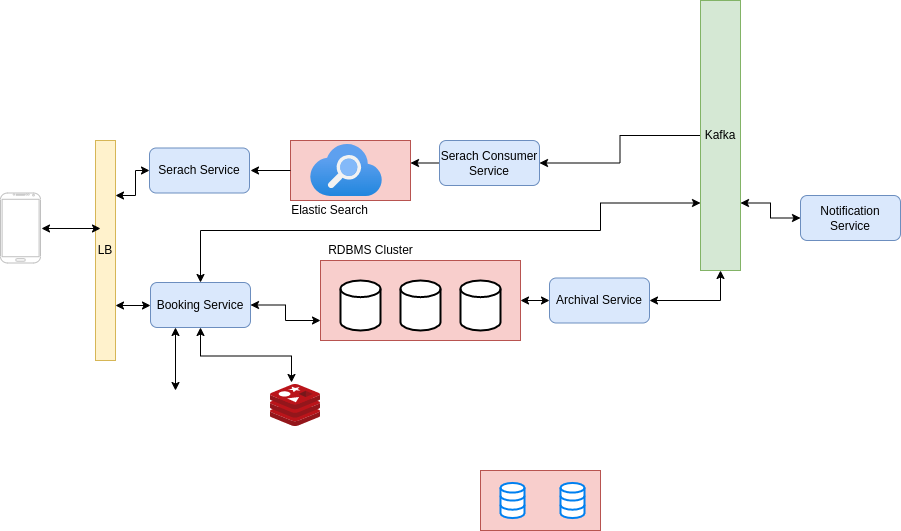 Kafka
Serach Service
Serach Consumer
Service
Elastic Search
Notification
Service
LB
RDBMS Cluster
Booking Service
Archival Service